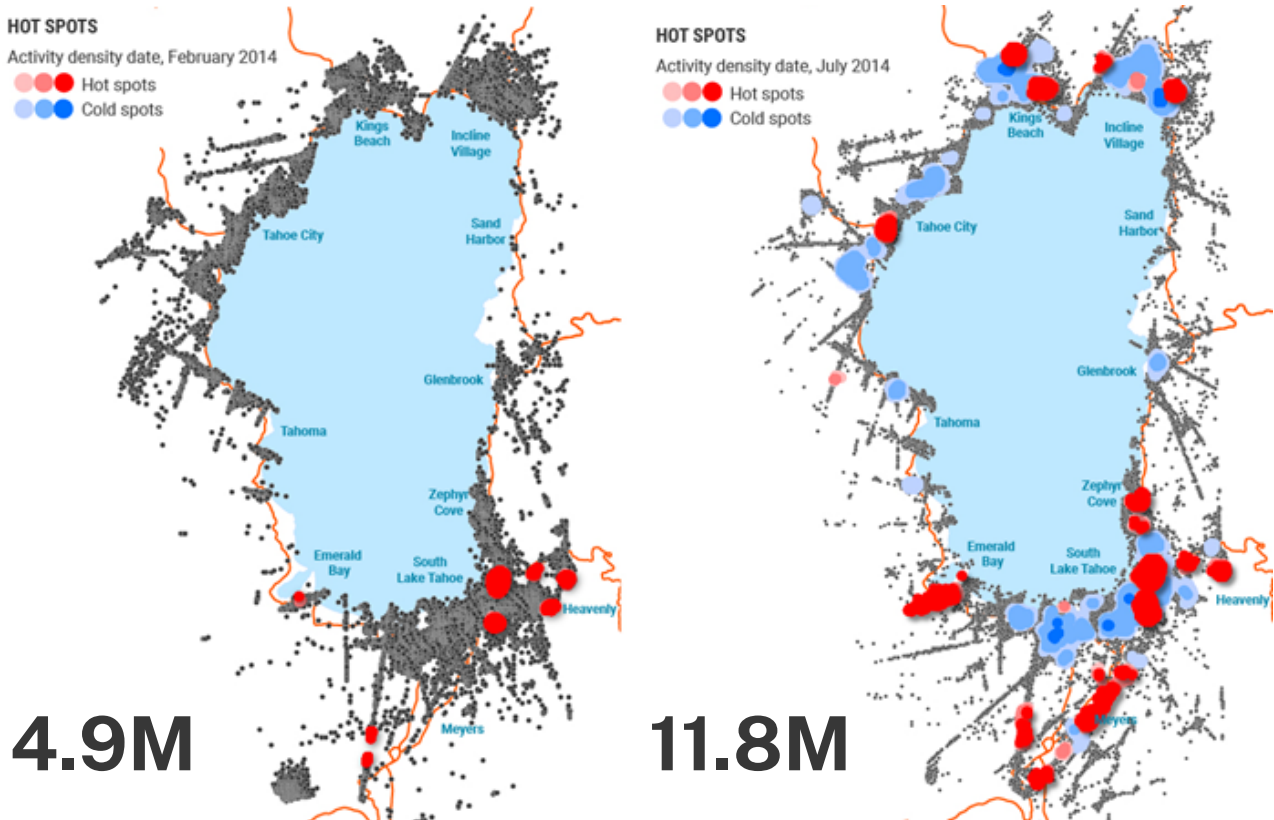 HOT SPOTS
Activity density date, February 2014
Hot spots
Cold spots
Kings
Beach
Incline
Village
Sand
Harbor
Tahoe City
Glenbrook
Tahoma
Zephyr
Cove
Emerald
Bay
South
Lake Tahoe
Heavenly
Meyers
4.9M
HOT SPOTS
Activity density date, July 2014
Hot spots
Cold spots
Kings
Beach
Incline
Village
Sand
Harbor
Tahoe City
Glenbrook
Tahoma
Zephyr
Cove
Emerald
Bay
South
Lake Tahoe
Heavenly
Meyers
11.8M